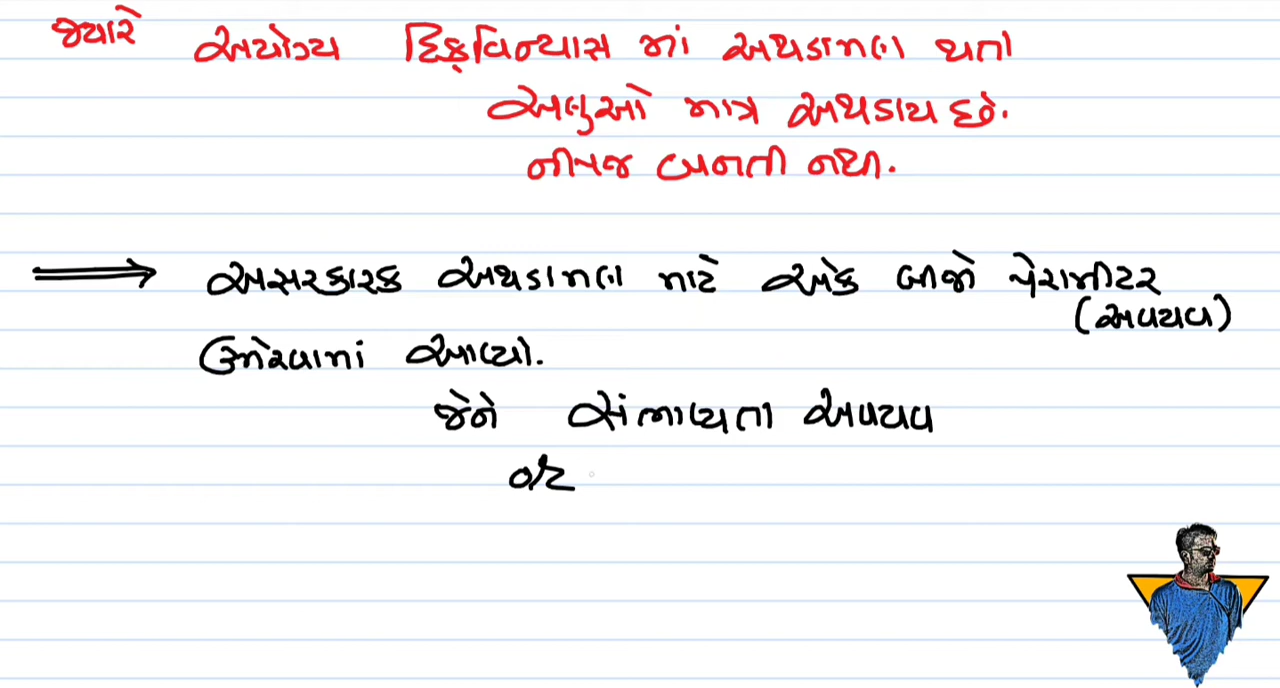 જ્યારે અયોગ્ય દિક્વિન્યાસ માં અથડામણ થતા
અણુઓ માત્ર અથડાય છે.
નીપજ બનતી નથી.
⟹ અસરકારક અથડામણ માટે એક બીજો પેરામીટર
(અવયવ)
ઉમેરવામાં આવ્યો.
જેને સંભાવ્યતા અવયવ
or